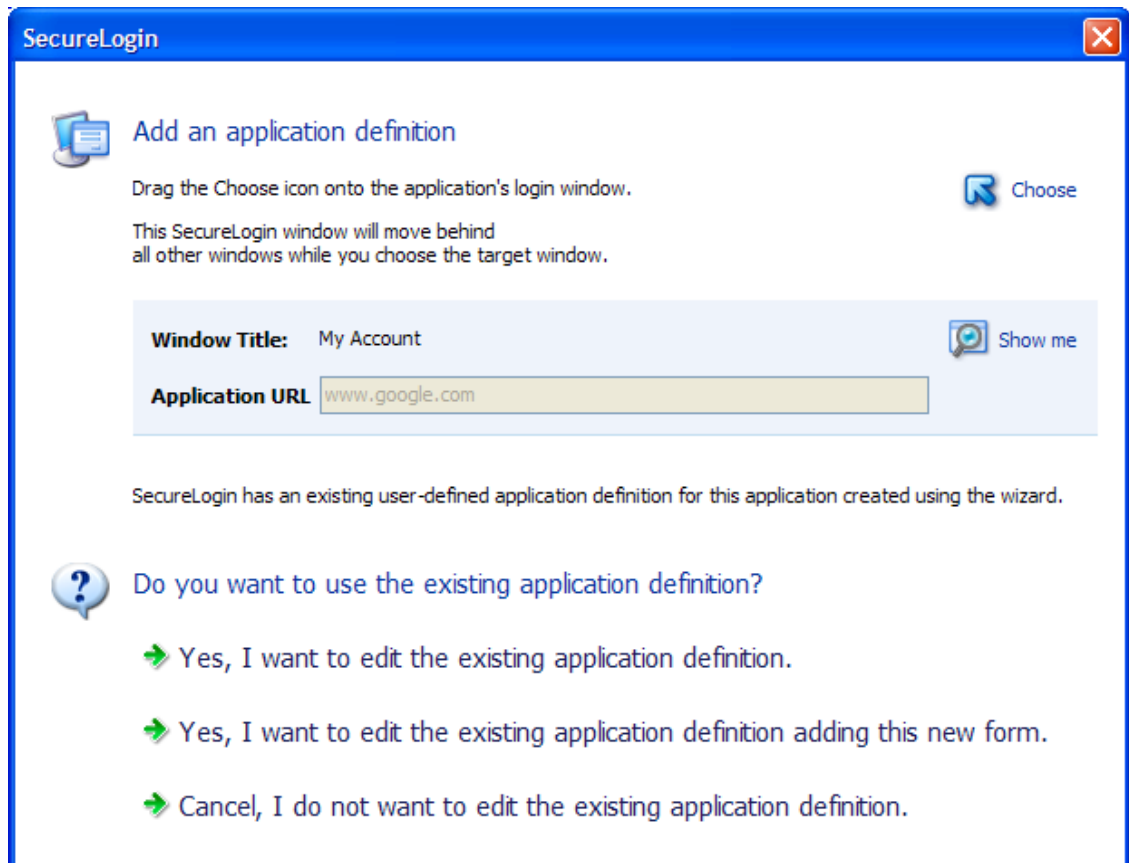 SecureLogin
Add an application definition
Drag the Choose icon onto the application's login window.
Choose
This SecureLogin window will move behind
all other windows while you choose the target window.
Window Title: My Account
Show me
Application URL www.google.com
SecureLogin has an existing user-defined application definition for this application created using the wizard.
Do you want to use the existing application definition?
Yes, I want to edit the existing application definition.
Yes, I want to edit the existing application definition adding this new form.
Cancel, I do not want to edit the existing application definition.